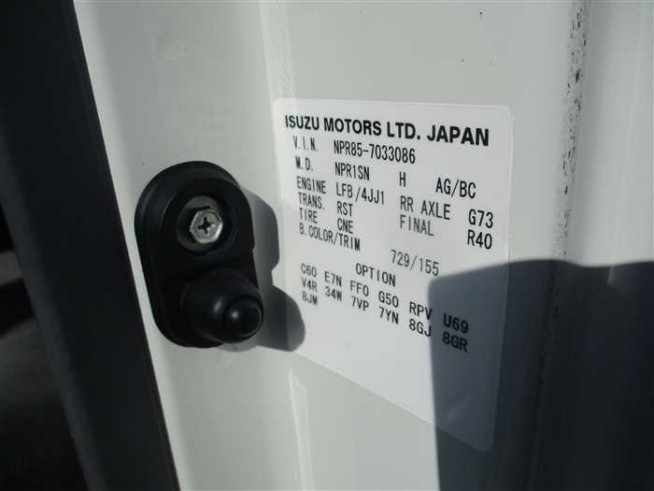 ISUZU MOTORS LTD. JAPAN
V.I.N. NPR85-7033086
M.D. NPR1SN H AG/BC
ENGINE LFB/4JJ1 RR AXLE G73
TRANS. RST FINAL R40
TIRE CNE
B.COLOR/TRIM 729/155
OPTION
C60 E7N FF0 G50 RPV U69
V4R 34W 7VP 7YN 8GJ 8GR
8JM